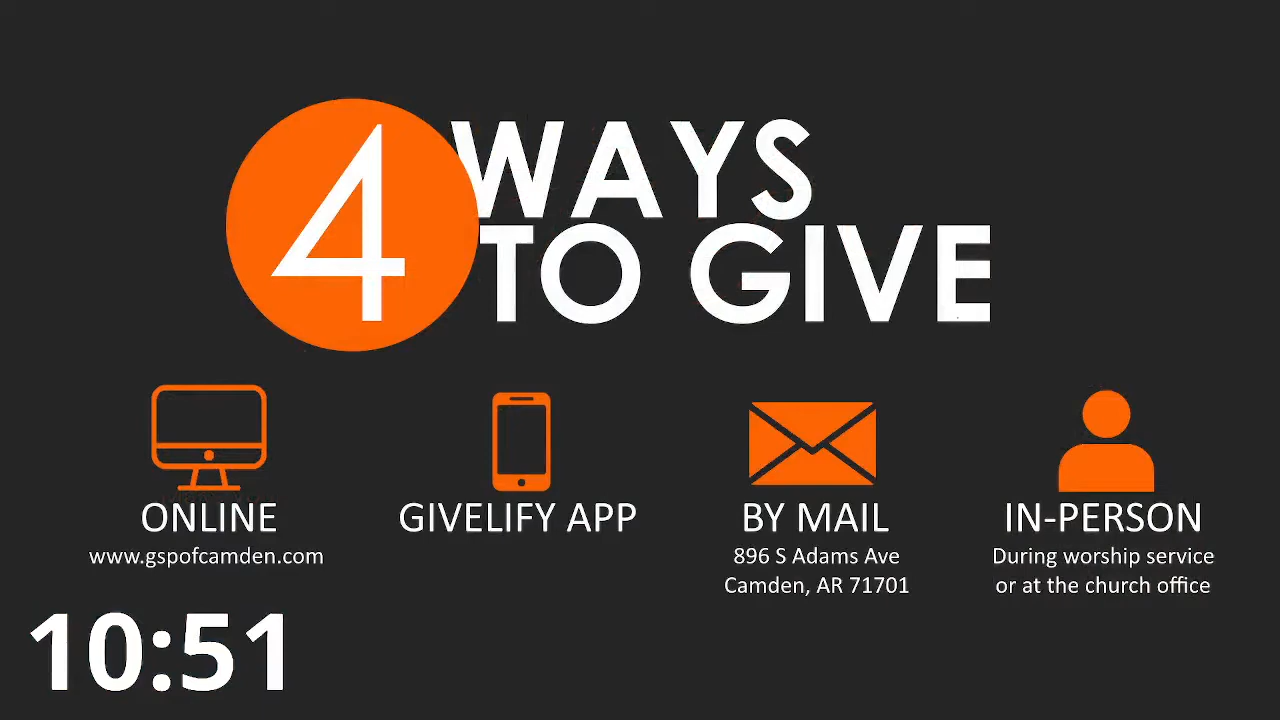 4 WAYS
TO GIVE
ONLINE
www.gspofcamden.com
GIVELIFY APP
BY MAIL
896 S Adams Ave
Camden, AR 71701
IN-PERSON
During worship service
or at the church office
10:51